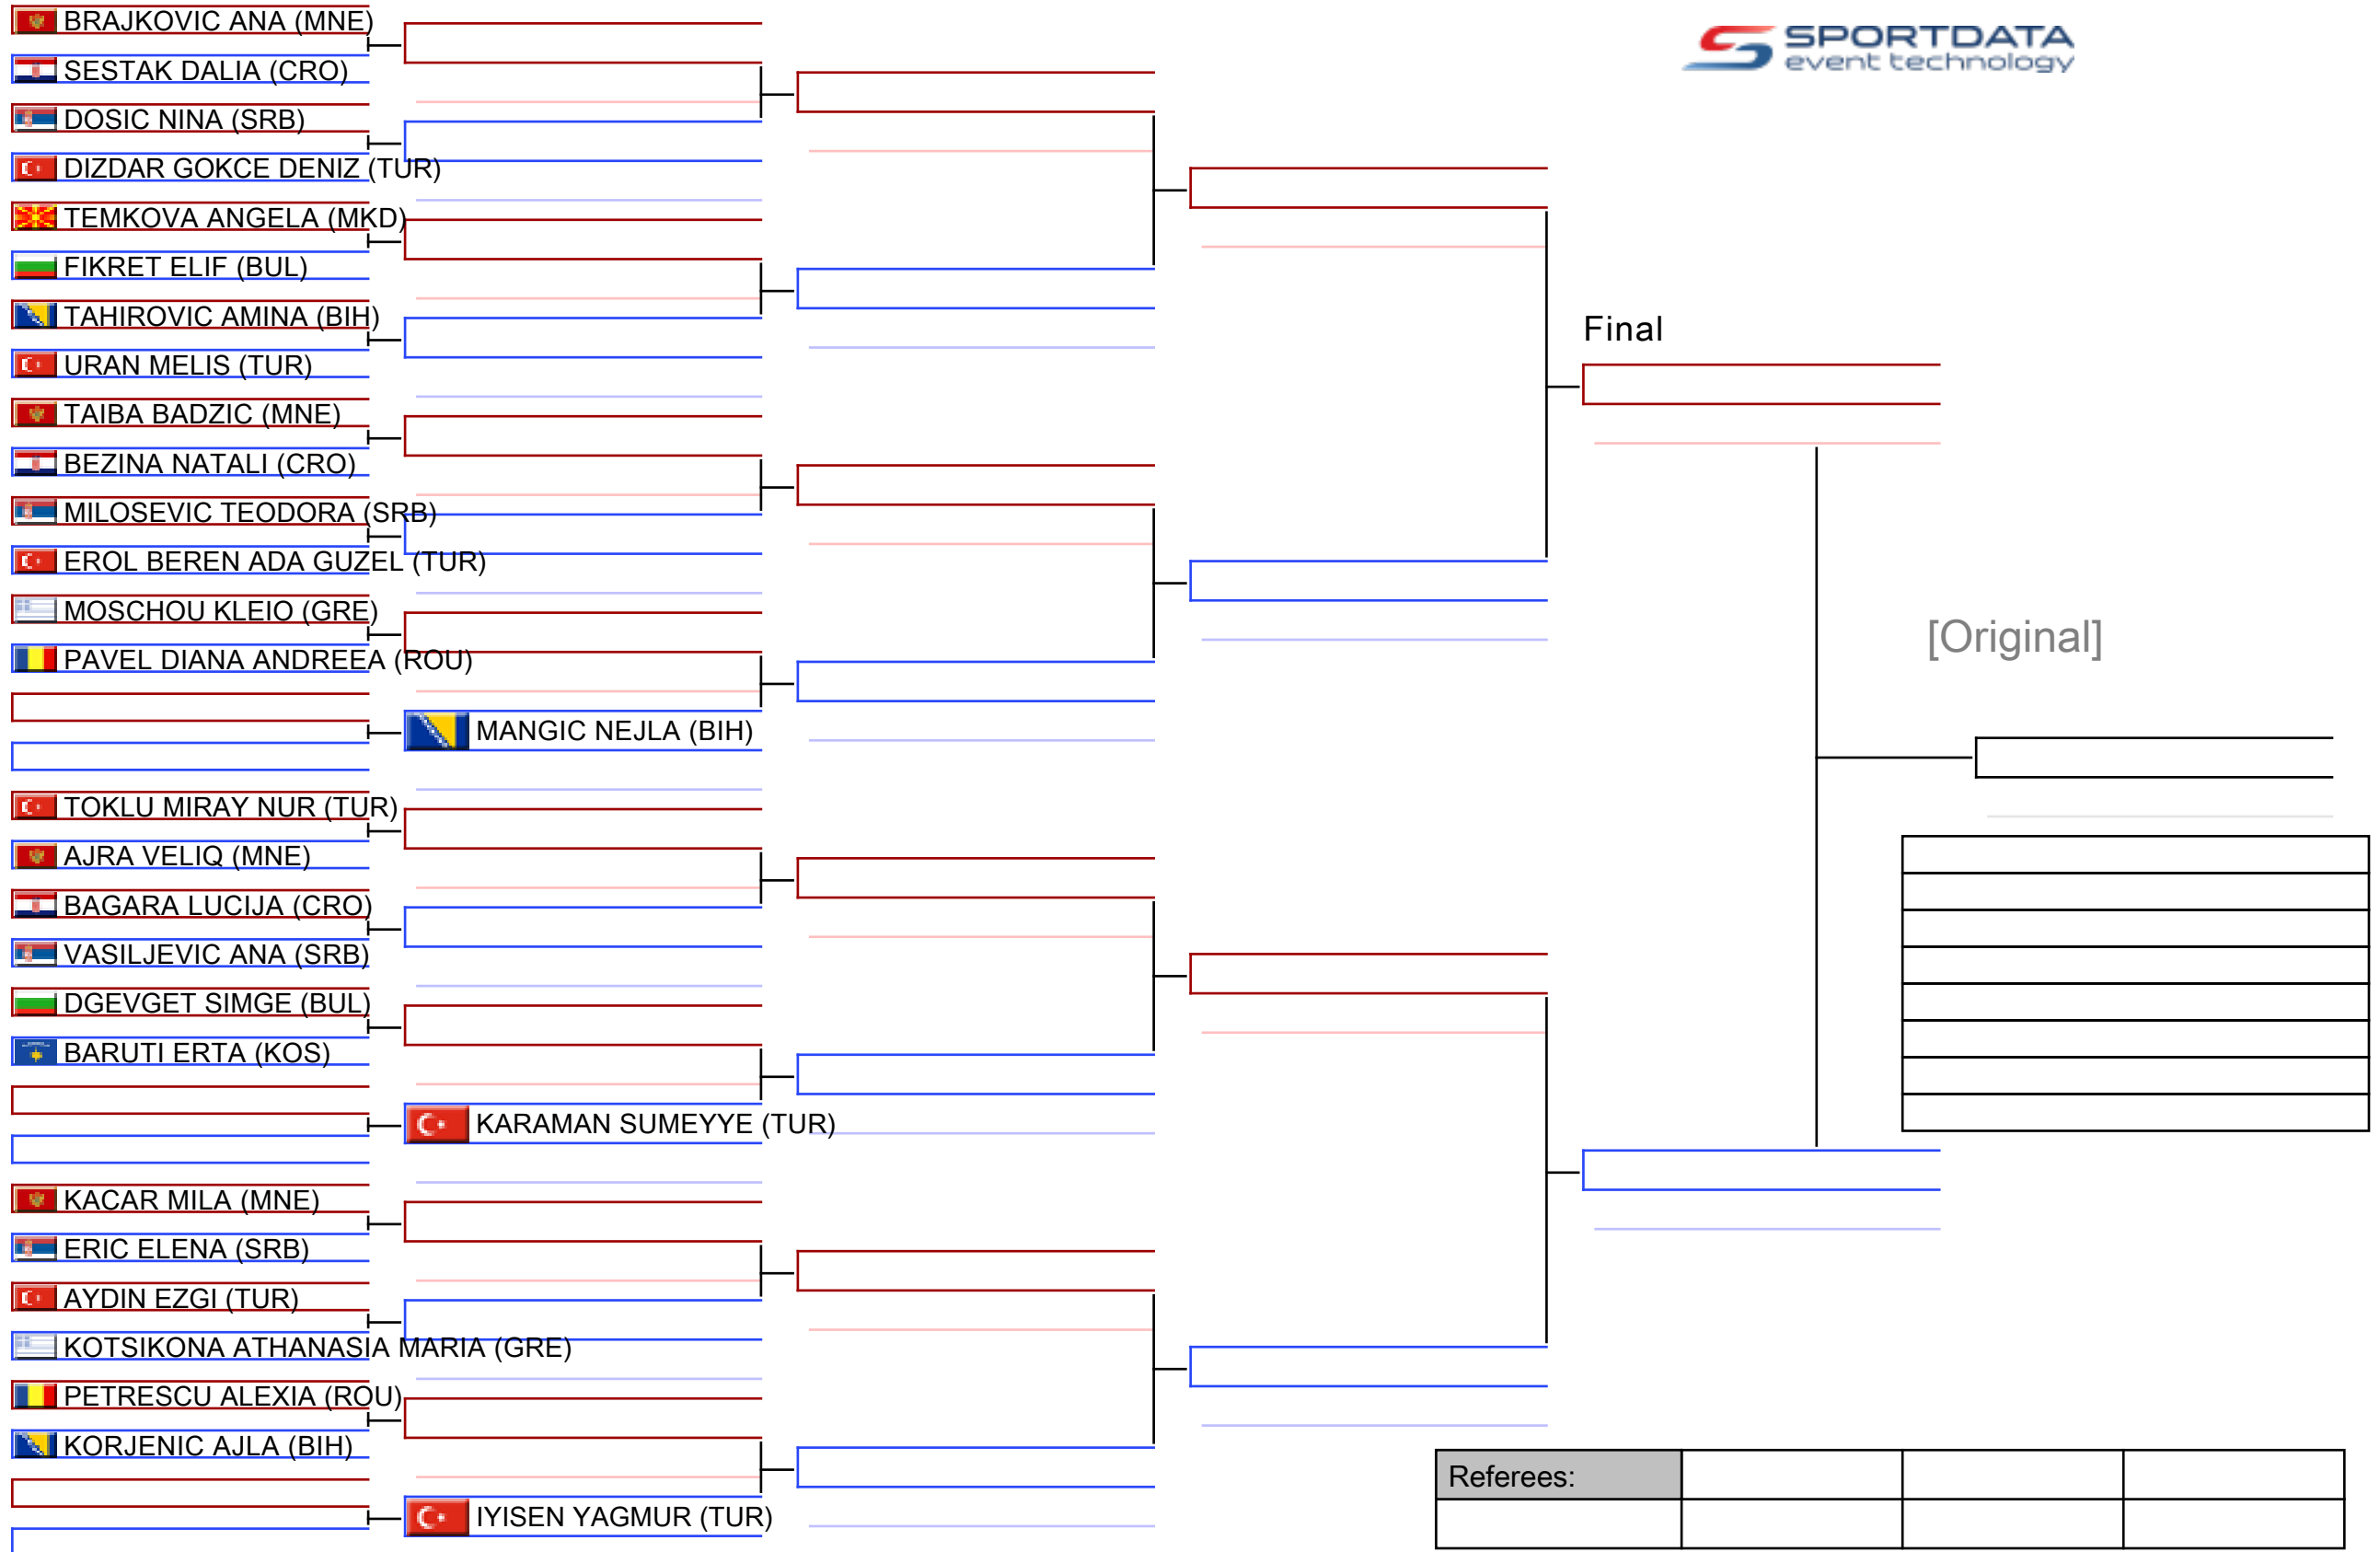 BRAJKOVIC ANA (MNE)
SESTAK DALIA (CRO)
DOSIC NINA (SRB)
DIZDAR GOKCE DENIZ (TUR)
TEMKOVA ANGELA (MKD)
FIKRET ELIF (BUL)
TAHIROVIC AMINA (BIH)
URAN MELIS (TUR)
TAIBA BADZIC (MNE)
BEZINA NATALI (CRO)
MILOSEVIC TEODORA (SRB)
EROL BEREN ADA GUZEL (TUR)
MOSCHOU KLEIO (GRE)
PAVEL DIANA ANDREEA (ROU)
MANGIC NEJLA (BIH)
TOKLU MIRAY NUR (TUR)
AJRA VELIQ (MNE)
BAGARA LUCIJA (CRO)
VASILJEVIC ANA (SRB)
DGEVGET SIMGE (BUL)
BARUTI ERTA (KOS)
KARAMAN SUMEYYE (TUR)
KACAR MILA (MNE)
ERIC ELENA (SRB)
AYDIN EZGI (TUR)
KOTSIKONA ATHANASIA MARIA (GRE)
PETRESCU ALEXIA (ROU)
KORJENIC AJLA (BIH)
IYISEN YAGMUR (TUR)
SPORTDATA
event technology
Final
[Original]
Referees: